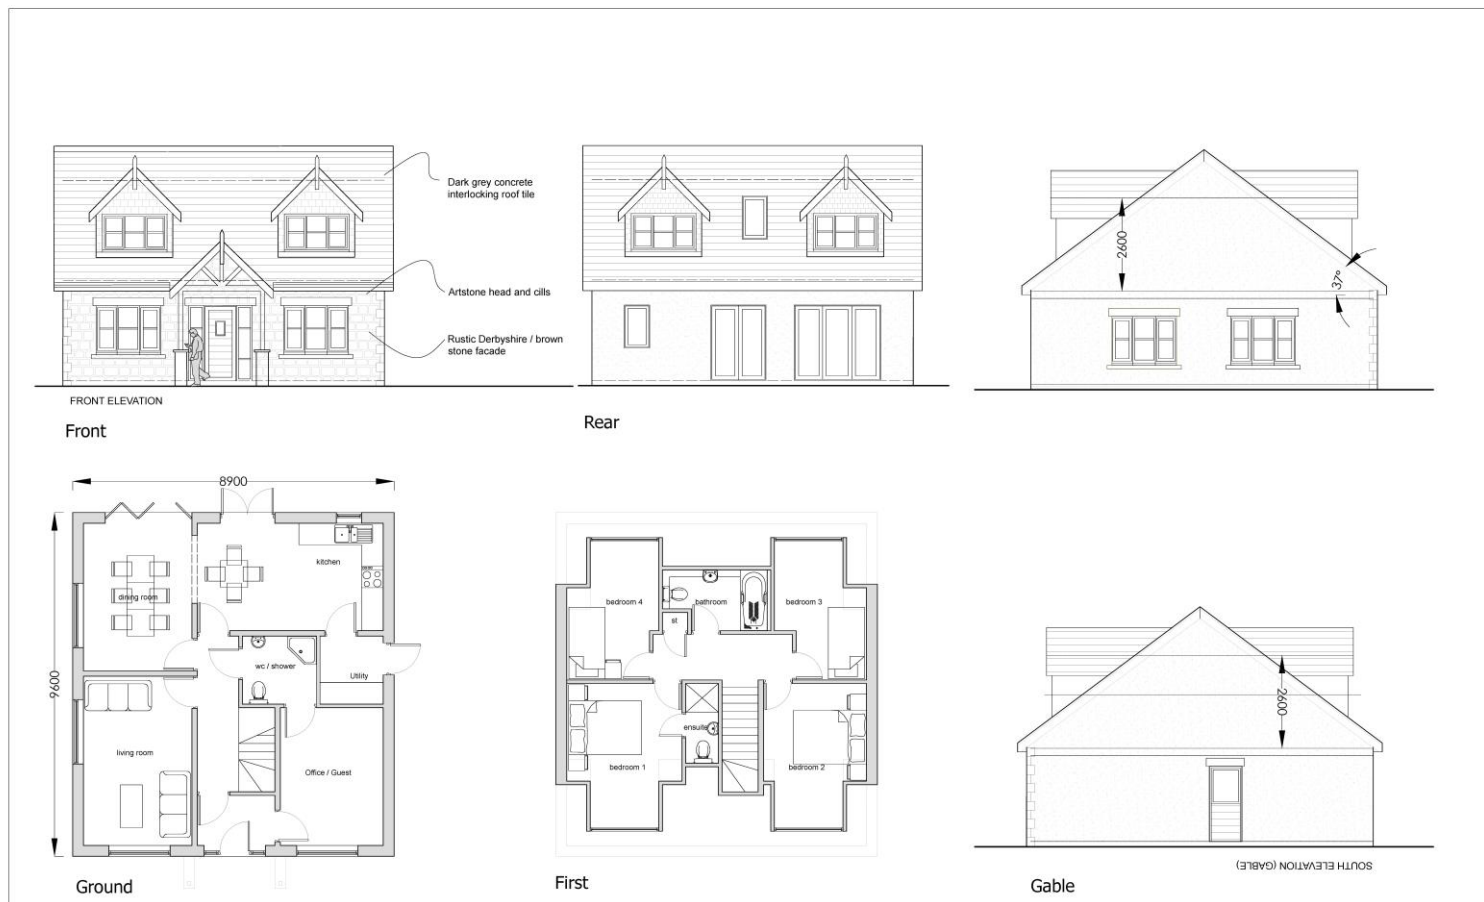 Dark grey concrete
interlocking roof tile
Artstone head and cills
Rustic Derbyshire / brown
stone facade
FRONT ELEVATION
Front
Rear
2600
37°
8900
9600
dining room
kitchen
wc / shower
Utility
living room
Office / Guest
Ground
bedroom 4
bathroom
bedroom 3
st
ensuite
bedroom 1
bedroom 2
First
2600
SOUTH ELEVATION (GABLE)
Gable